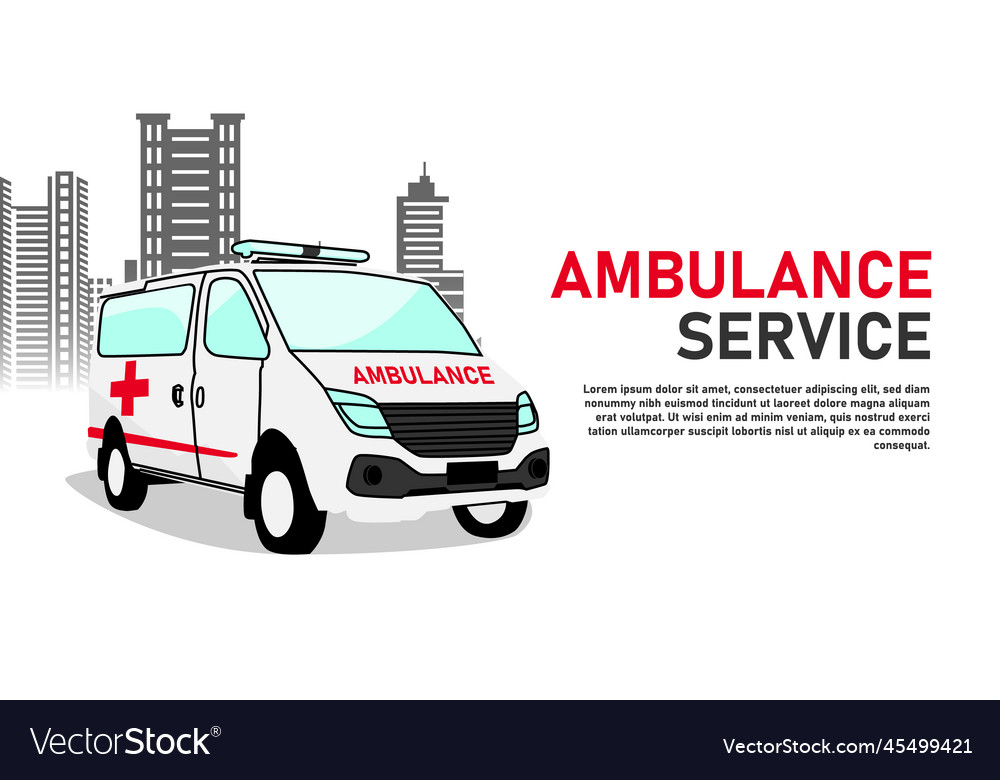 AMBULANCE
AMBULANCE
SERVICE
Lorem ipsum dolor sit amet, consectetuer adipiscing elit, sed diam
nonummy nibh euismod tincidunt ut laoreet dolore magna aliquam
erat volutpat. Ut wisi enim ad minim veniam, quis nostrud exerci
tation ullamcorper suscipit lobortis nisl ut aliquip ex ea commodo
consequat.
VectorStock®
VectorStock.com/45499421